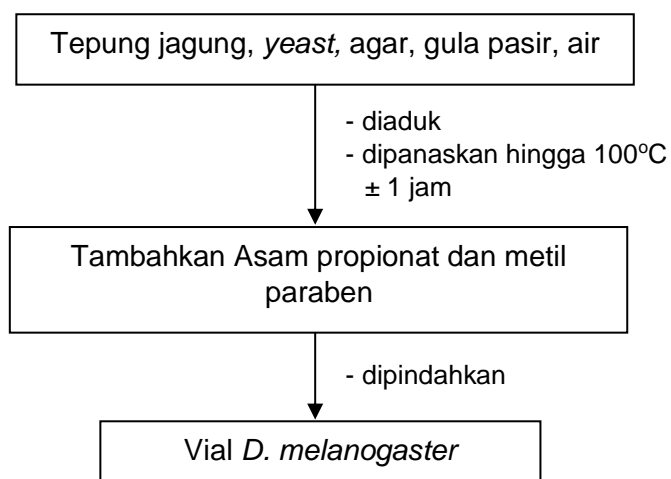 Tepung jagung, yeast, agar, gula pasir, air
- diaduk
- dipanaskan hingga 100°C
± 1 jam
Tambahkan Asam propionat dan metil
paraben
- dipindahkan
Vial D. melanogaster